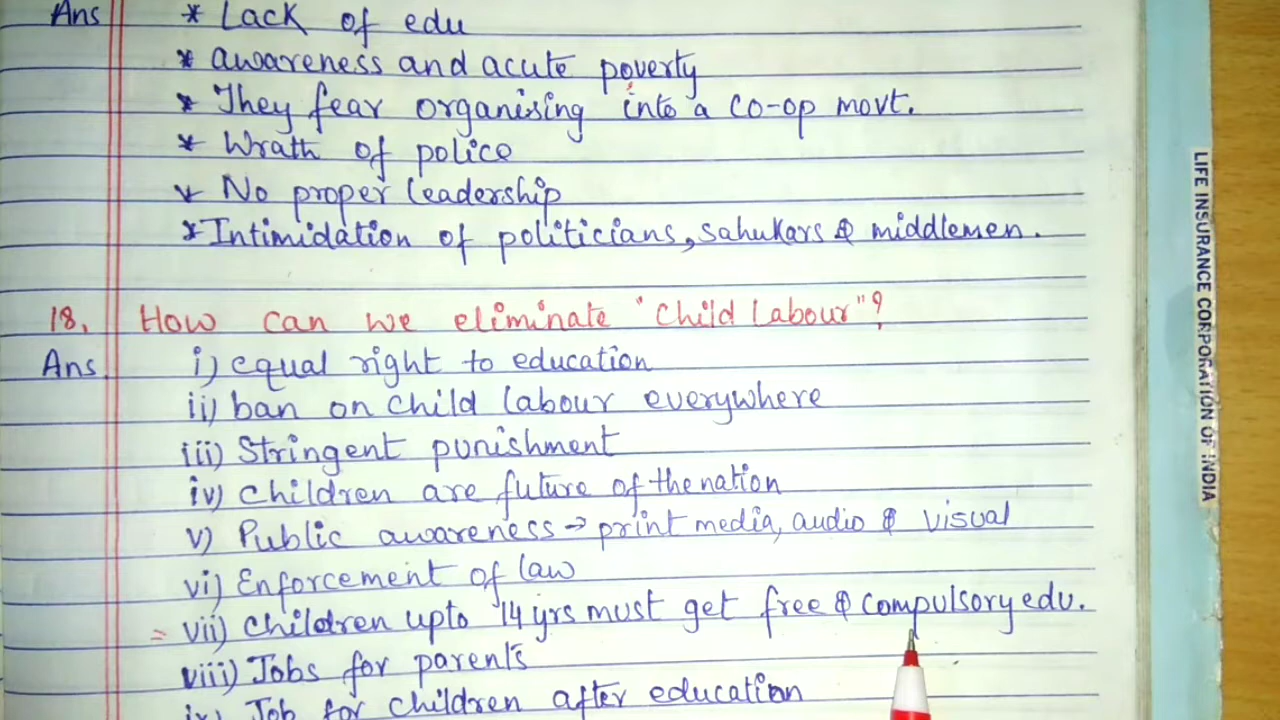 Ans * Lack of edu
* awareness and acute poverty
* They fear organising into a co-op movt.
* Wrath of police
* No proper leadership
* Intimidation of politicians, sahukars & middlemen.
18. How can we eliminate "Child Labour"?
Ans i) equal right to education
ii) ban on child labour everywhere
iii) Stringent punishment
iv) children are future of the nation
v) Public awareness → print media, audio & visual
vi) Enforcement of law
= vii) children upto 14 yrs must get free & compulsory edu.
viii) Jobs for parents
ix) Job for children after education
LIFE INSURANCE CORPORATION OF INDIA